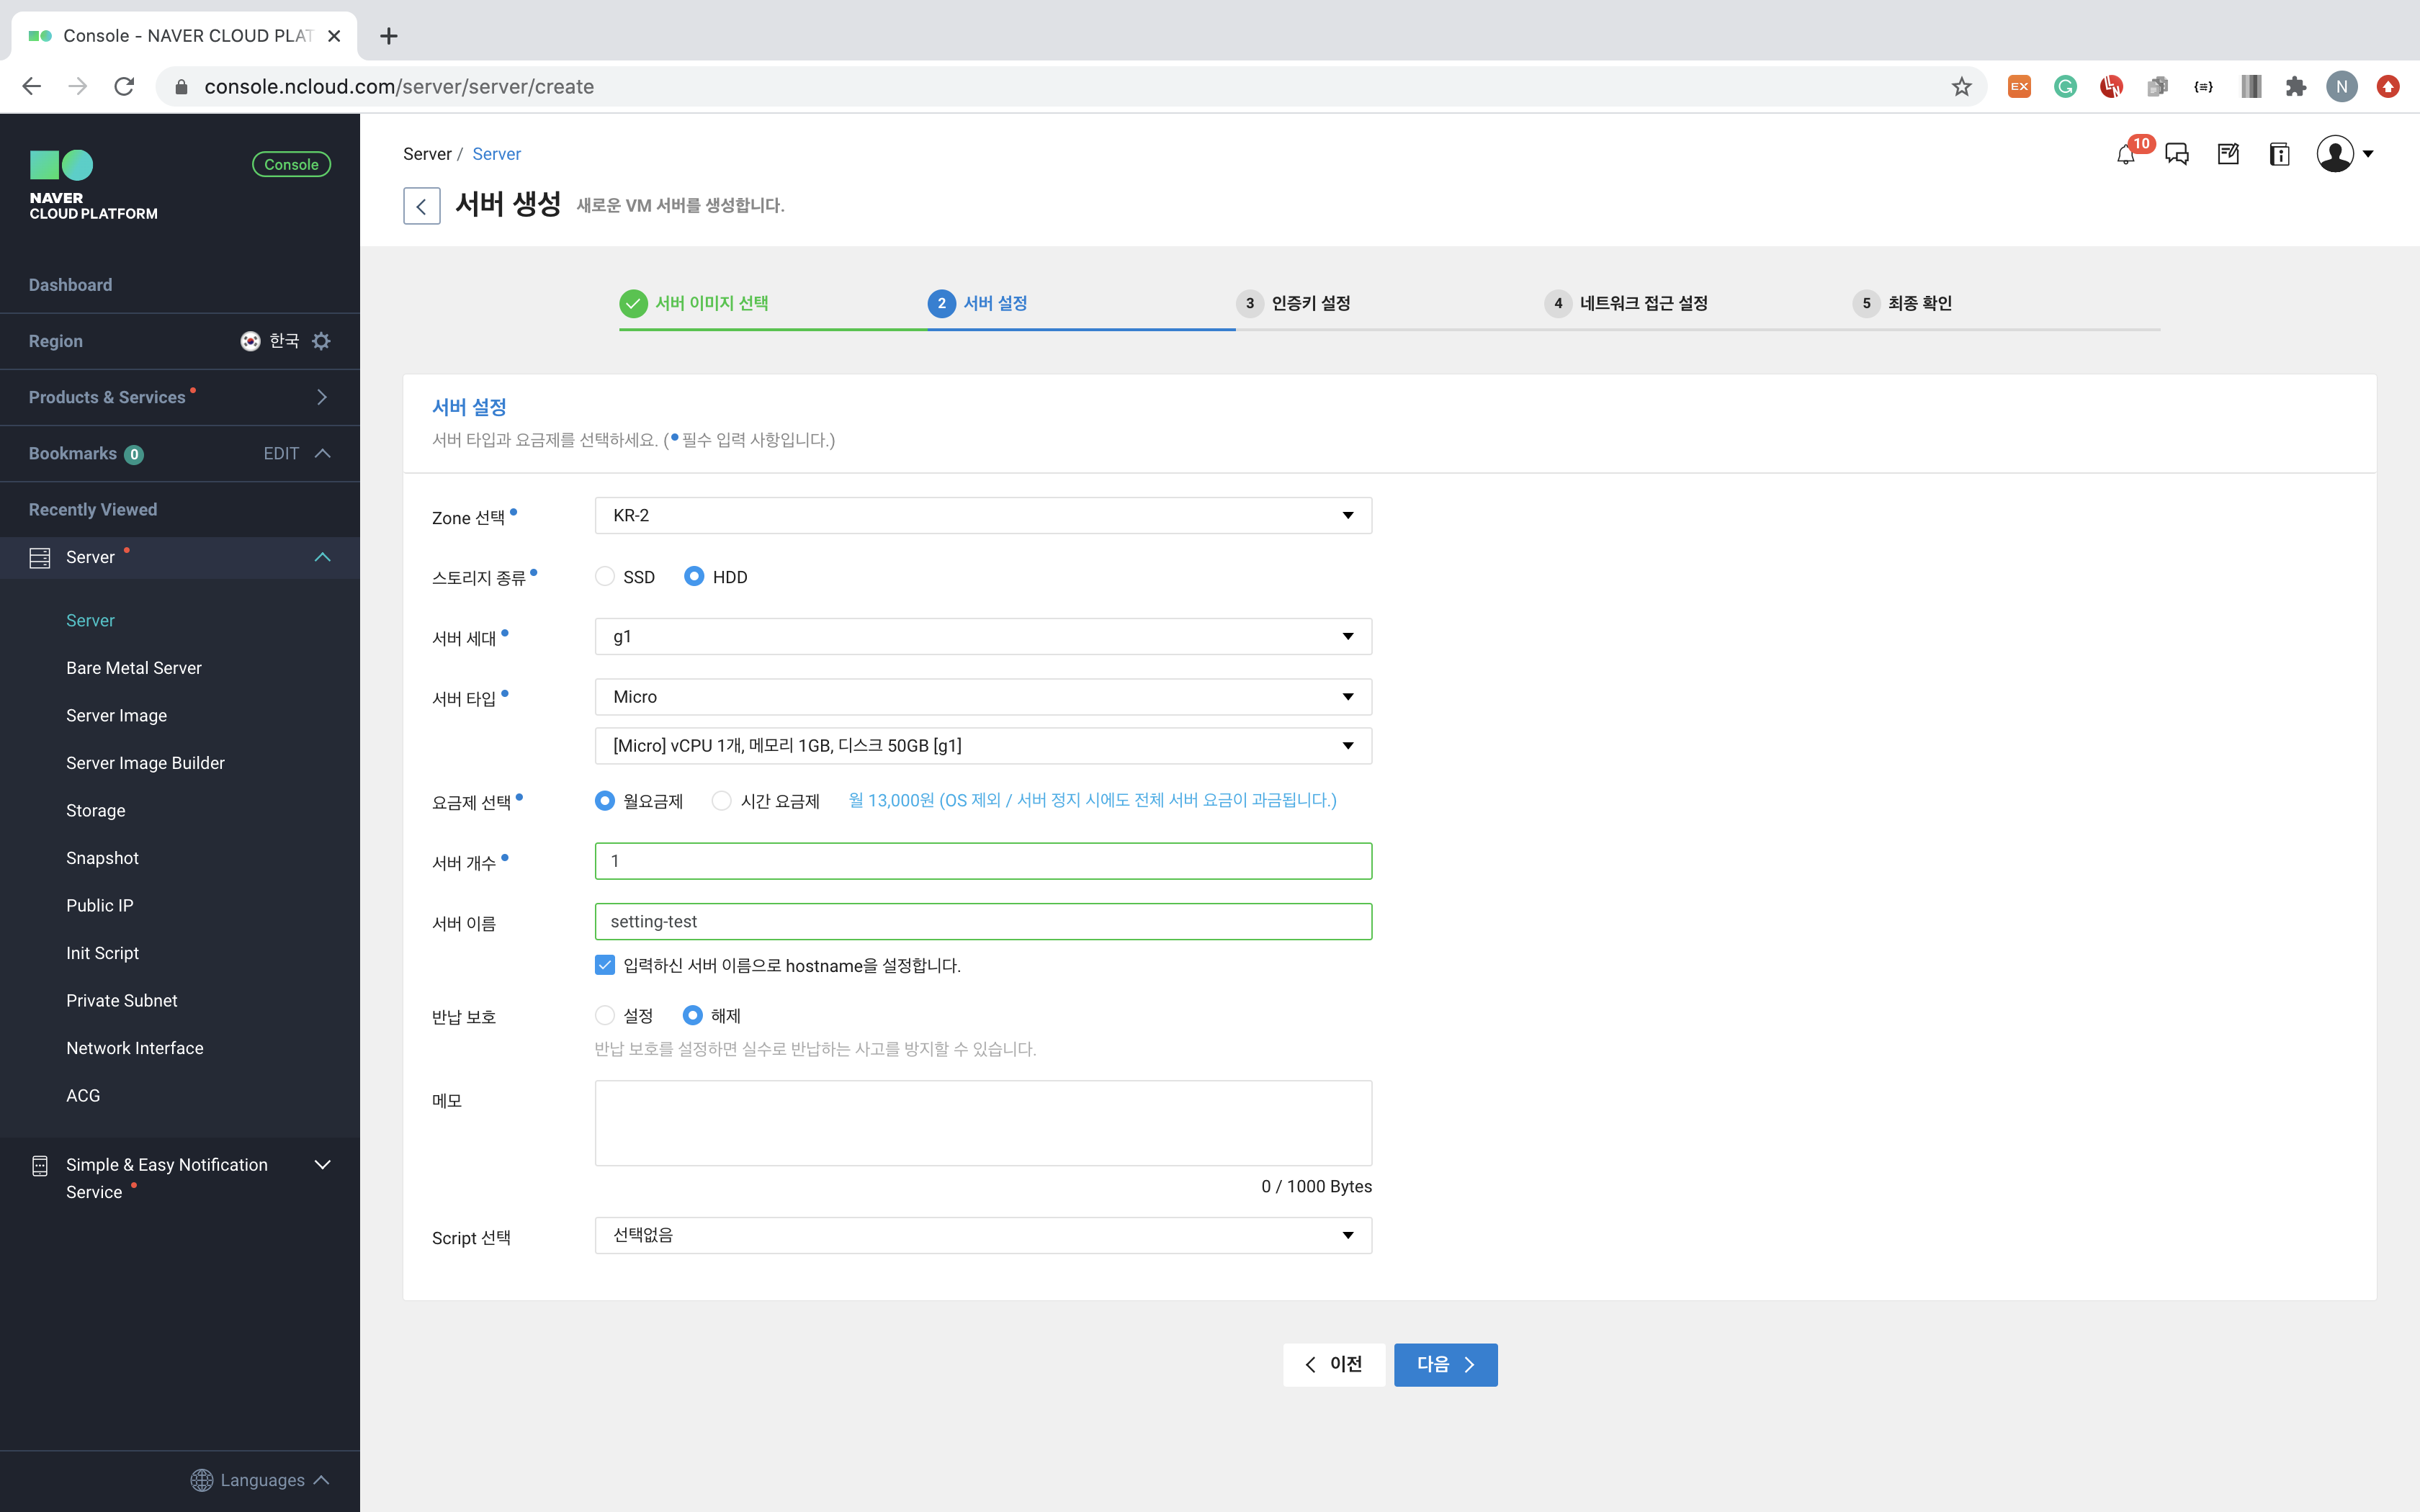 Console - NAVER CLOUD PLAT
console.ncloud.com/server/server/create
EX
N
NAVER
CLOUD PLATFORM
Console
Dashboard
Region 한국
Products & Services
Bookmarks 0 EDIT
Recently Viewed
Server
Server
Bare Metal Server
Server Image
Server Image Builder
Storage
Snapshot
Public IP
Init Script
Private Subnet
Network Interface
ACG
Simple & Easy Notification
Service
Languages
Server / Server
10
서버 생성 새로운 VM 서버를 생성합니다.
서버 이미지 선택
2 서버 설정
3 인증키 설정
4 네트워크 접근 설정
5 최종 확인
서버 설정
서버 타입과 요금제를 선택하세요. (• 필수 입력 사항입니다.)
Zone 선택 KR-2
스토리지 종류 SSD HDD
서버 세대 g1
서버 타입 Micro
[Micro] vCPU 1개, 메모리 1GB, 디스크 50GB [g1]
요금제 선택 월요금제 시간 요금제 월 13,000원 (OS 제외 / 서버 정지 시에도 전체 서버 요금이 과금됩니다.)
서버 개수 1
서버 이름 setting-test
입력하신 서버 이름으로 hostname을 설정합니다.
반납 보호 설정 해제
반납 보호를 설정하면 실수로 반납하는 사고를 방지할 수 있습니다.
메모
0 / 1000 Bytes
Script 선택 선택없음
이전 다음